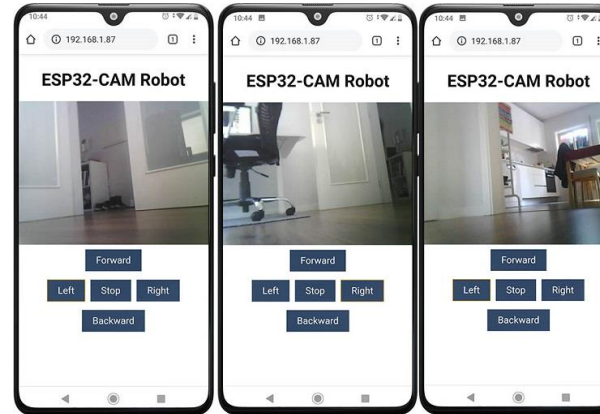 10:44
192.168.1.87
1
ESP32-CAM Robot
Forward
Left Stop Right
Backward
10:44
192.168.1.87
1
ESP32-CAM Robot
Forward
Left Stop Right
Backward
10:44
192.168.1.87
1
ESP32-CAM Robot
Forward
Left Stop Right
Backward